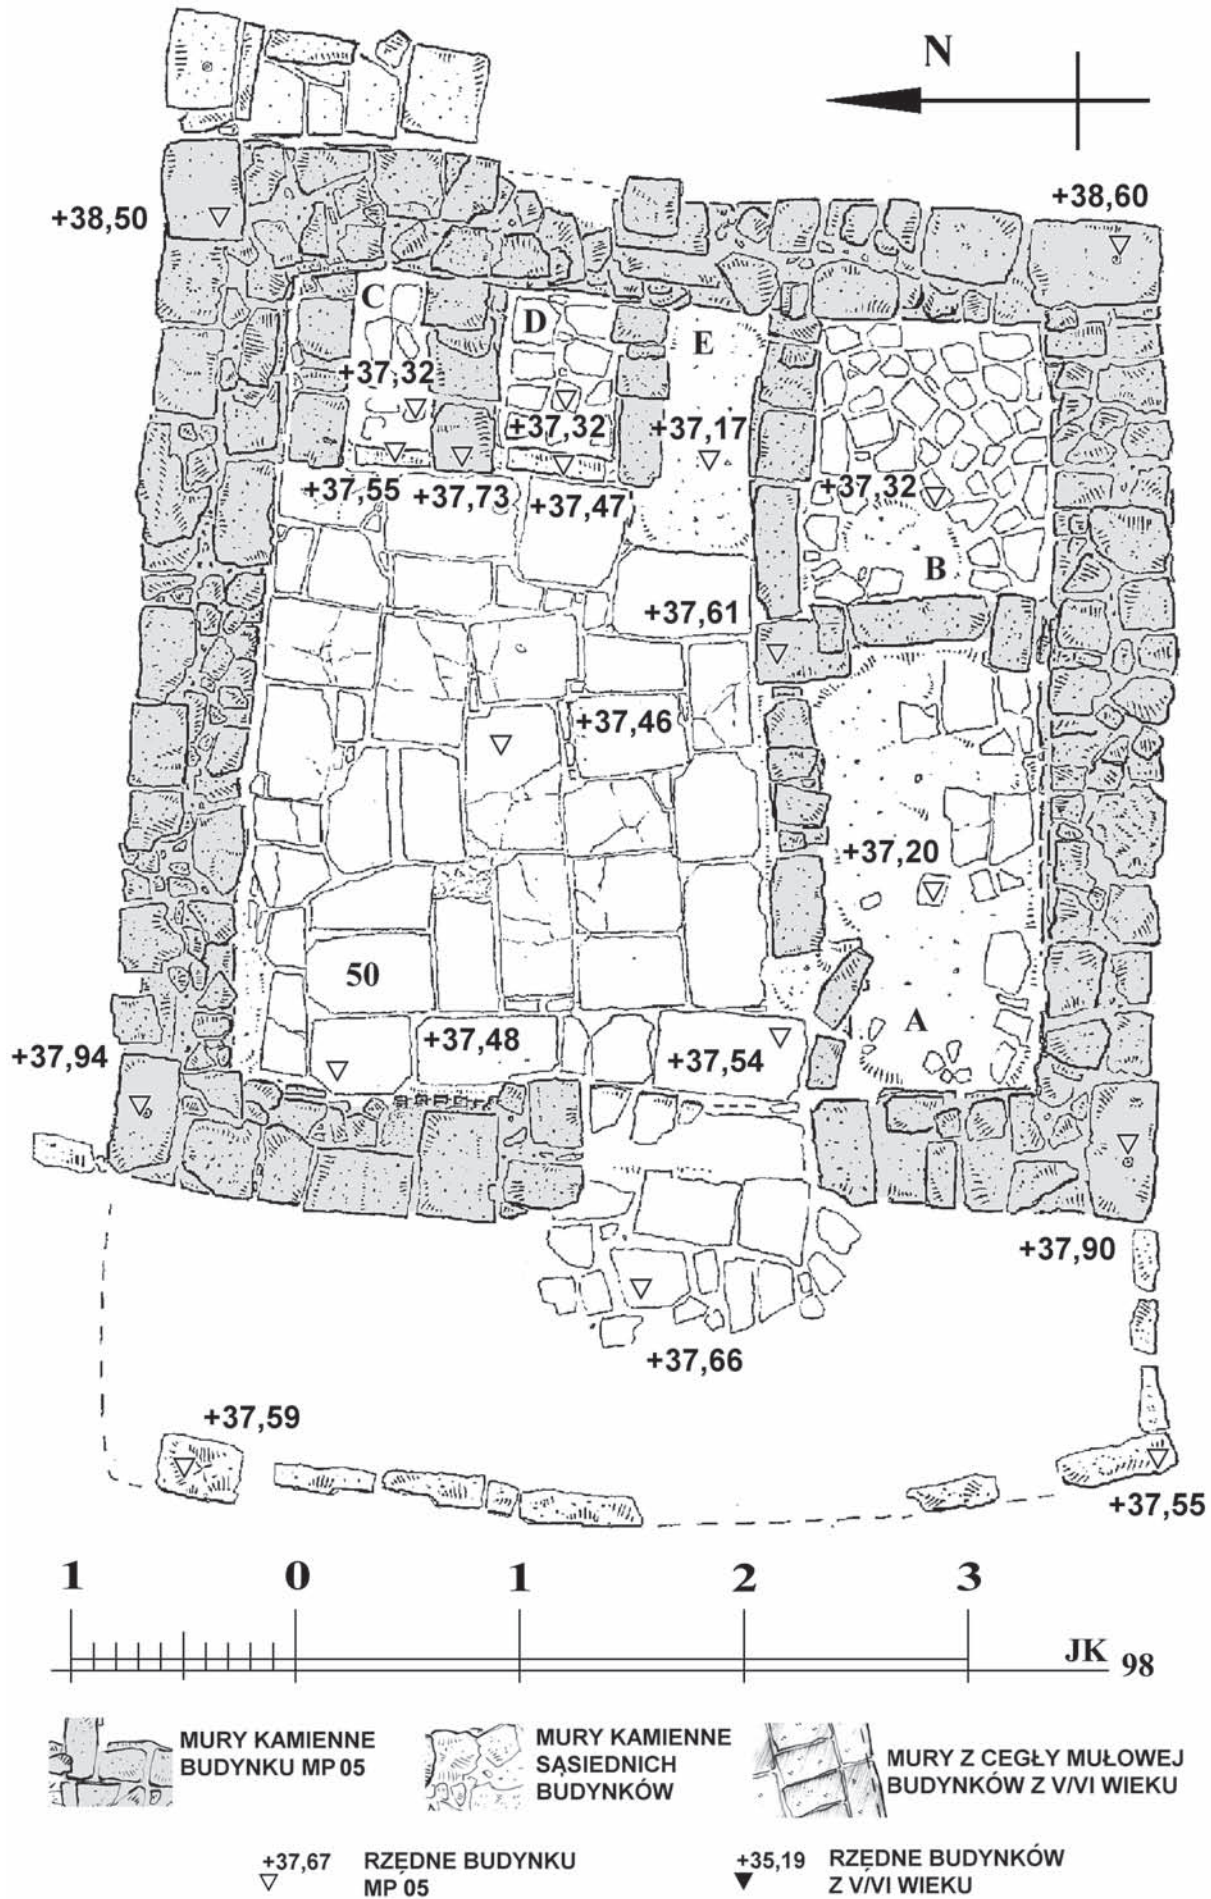 N
+38,50
+38,60
C
D
E
+37,32
+37,32
+37,17
+37,55
+37,73
+37,47
+37,32
B
+37,61
+37,46
+37,20
50
A
+37,94
+37,48
+37,54
+37,90
+37,66
+37,59
+37,55
1 0 1 2 3
JK 98
MURY KAMIENNE
BUDYNKU MP 05
MURY KAMIENNE
SĄSIEDNICH
BUDYNKÓW
MURY Z CEGŁY MUŁOWEJ
BUDYNKÓW Z V/VI WIEKU
+37,67
RZĘDNE BUDYNKU
MP 05
+35,19
RZĘDNE BUDYNKÓW
Z V/VI WIEKU